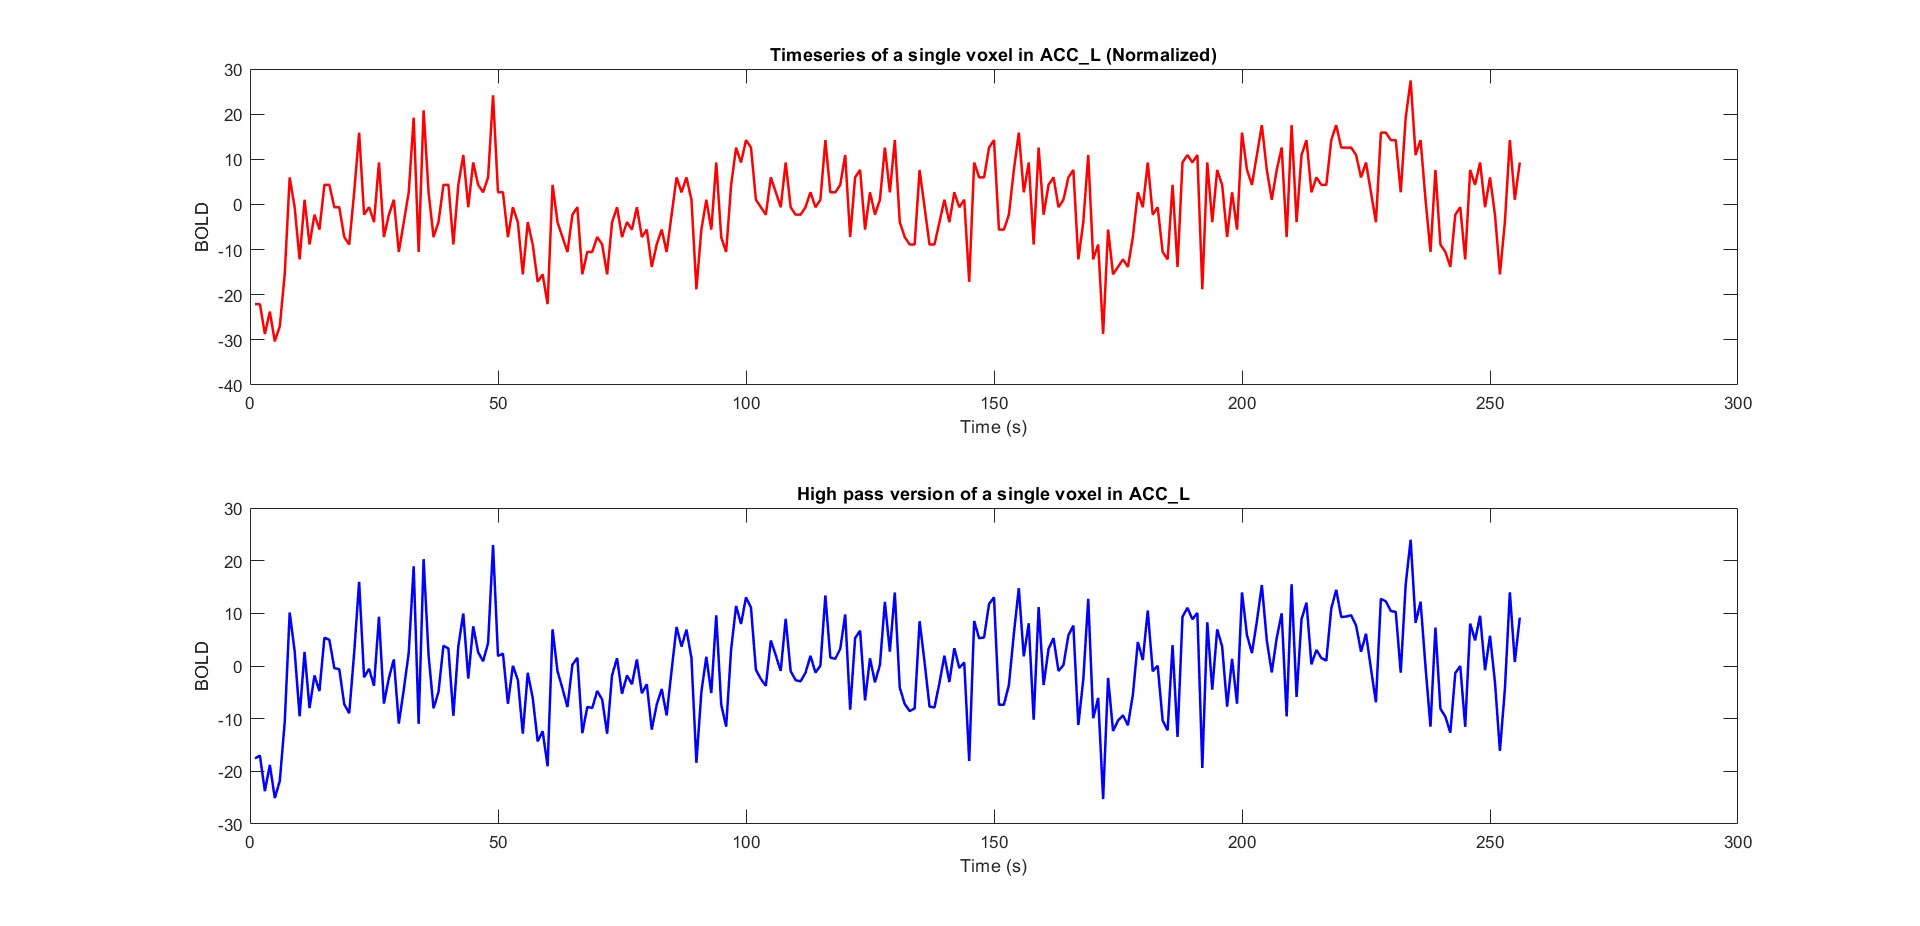 Timeseries of a single voxel in ACC_L (Normalized)
30
20
10
0
-10
-20
-30
-40
BOLD
0 50 100 150 200 250 300
Time (s)
High pass version of a single voxel in ACC_L
30
20
10
0
-10
-20
-30
BOLD
0 50 100 150 200 250 300
Time (s)